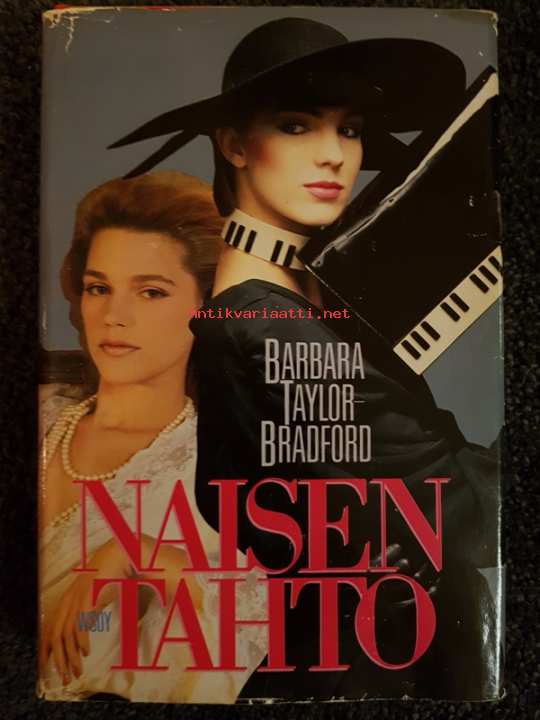 antikvariaatti.net
BARBARA
TAYLOR-
BRADFORD
NAISEN
TAHTO
WSOY